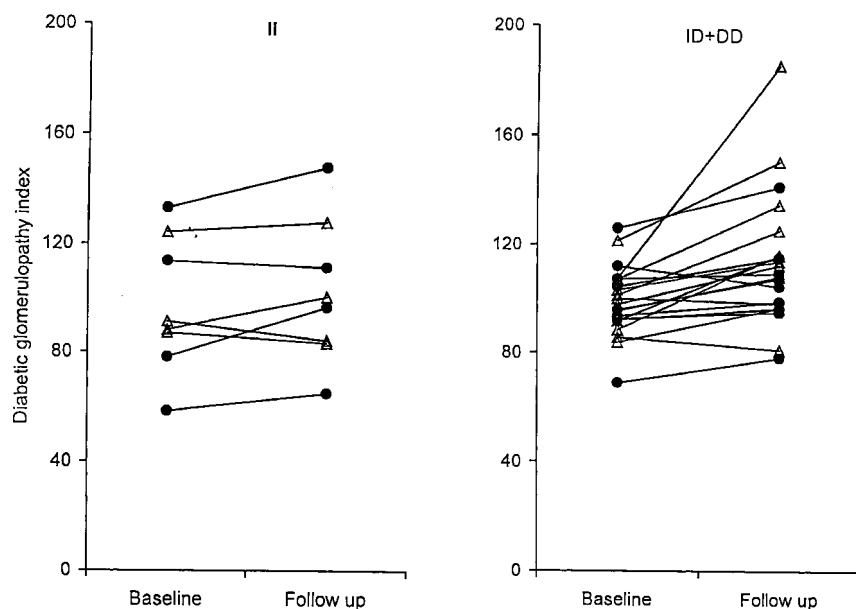 II
ID+DD
Diabetic glomerulopathy index
200
160
120
80
40
0
Baseline
Follow up
200
160
120
80
40
0
Baseline
Follow up